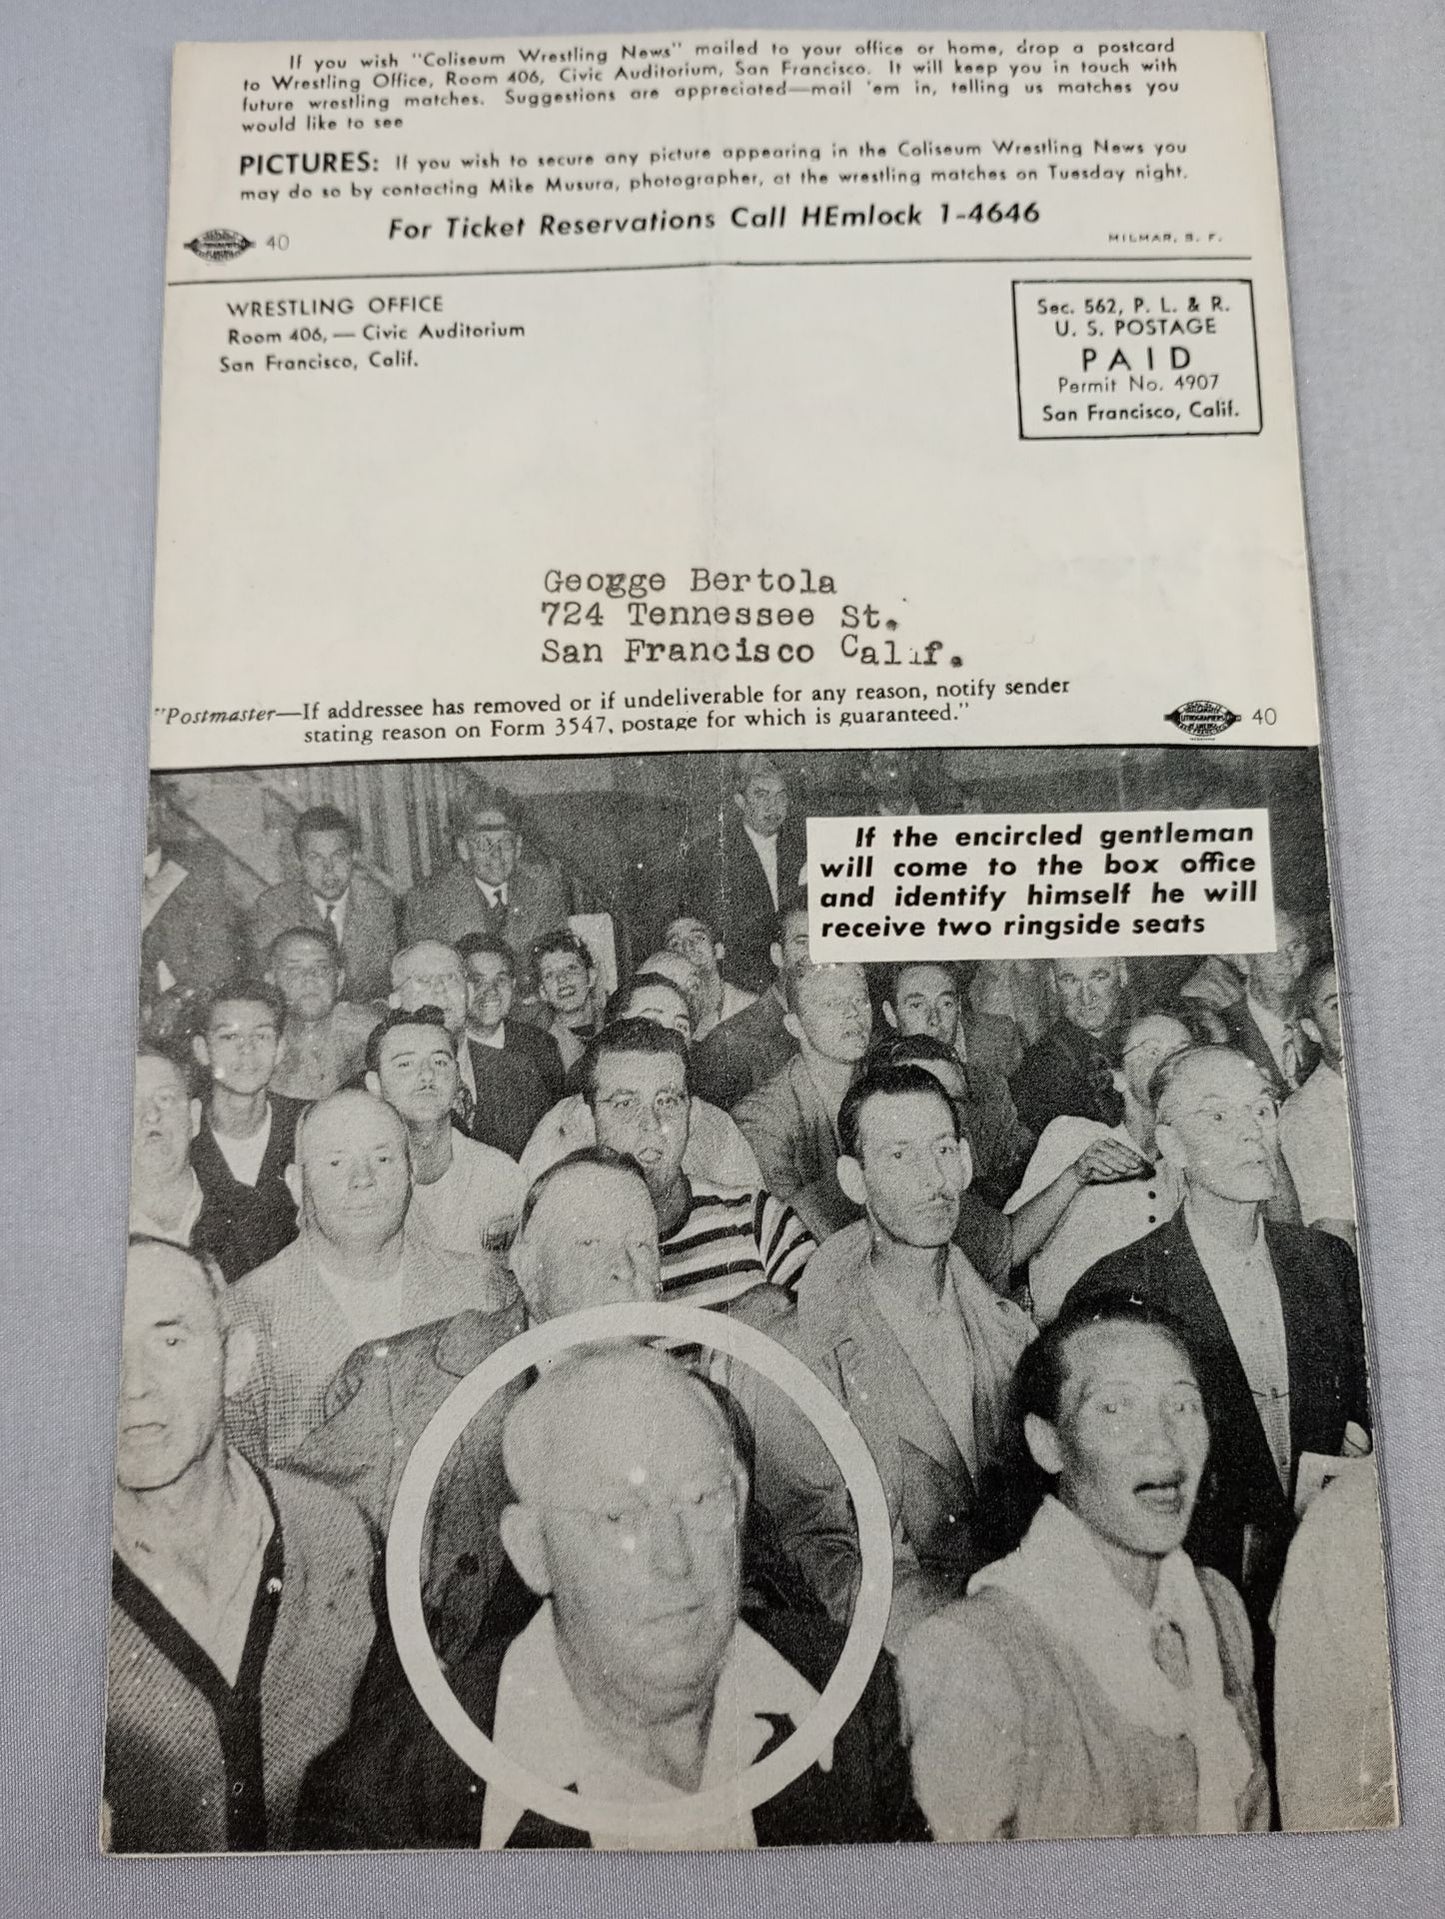 If you wish "Coliseum Wrestling News" mailed to your office or home, drop a postcard
to Wrestling Office, Room 406, Civic Auditorium, San Francisco. It will keep you in touch with
future wrestling matches. Suggestions are appreciated—mail 'em in, telling us matches you
would like to see
PICTURES: If you wish to secure any picture appearing in the Coliseum Wrestling News you
may do so by contacting Mike Musura, photographer, at the wrestling matches on Tuesday night.
For Ticket Reservations Call HEmlock 1-4646
40
MILMAR, S. F.
WRESTLING OFFICE
Room 406, — Civic Auditorium
San Francisco, Calif.
Sec. 562, P. L. & R.
U. S. POSTAGE
PAID
Permit No. 4907
San Francisco, Calif.
Geogge Bertola
724 Tennessee St.
San Francisco Calif.
"Postmaster—If addressee has removed or if undeliverable for any reason, notify sender
stating reason on Form 3547, postage for which is guaranteed."
LITHOGRAPHERS
40
If the encircled gentleman
will come to the box office
and identify himself he will
receive two ringside seats